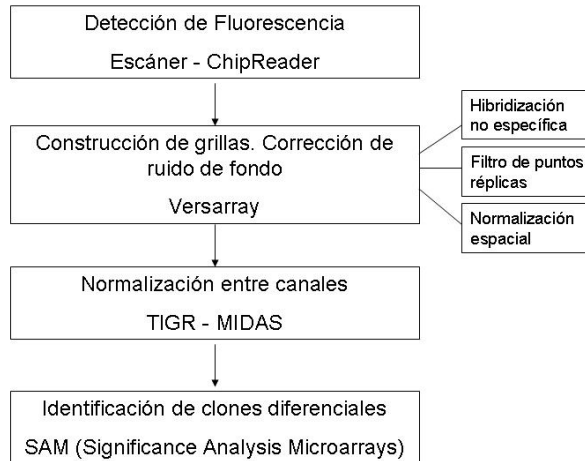 Detección de Fluorescencia
Escáner - ChipReader
Construcción de grillas. Corrección de
ruido de fondo
Versarray
Hibridización
no específica
Filtro de puntos
réplicas
Normalización
espacial
Normalización entre canales
TIGR - MIDAS
Identificación de clones diferenciales
SAM (Significance Analysis Microarrays)